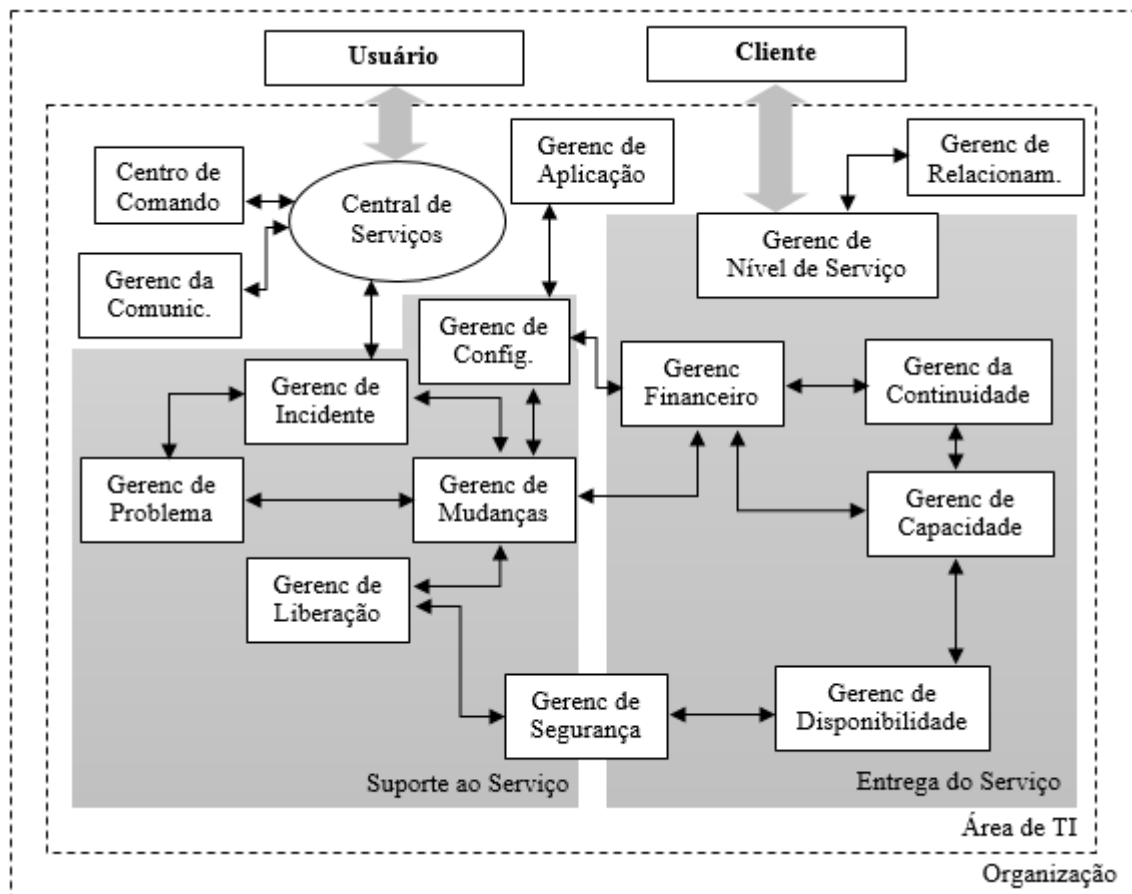 Usuário
Cliente
Centro de
Comando
Central de
Serviços
Gerenc de
Aplicação
Gerenc de
Relacionam.
Gerenc da
Comunic.
Gerenc de
Nível de Serviço
Gerenc de
Config.
Gerenc de
Incidente
Gerenc
Financeiro
Gerenc da
Continuidade
Gerenc de
Problema
Gerenc de
Mudanças
Gerenc de
Capacidade
Gerenc de
Liberação
Gerenc de
Segurança
Gerenc de
Disponibilidade
Suporte ao Serviço
Entrega do Serviço
Área de TI
Organização